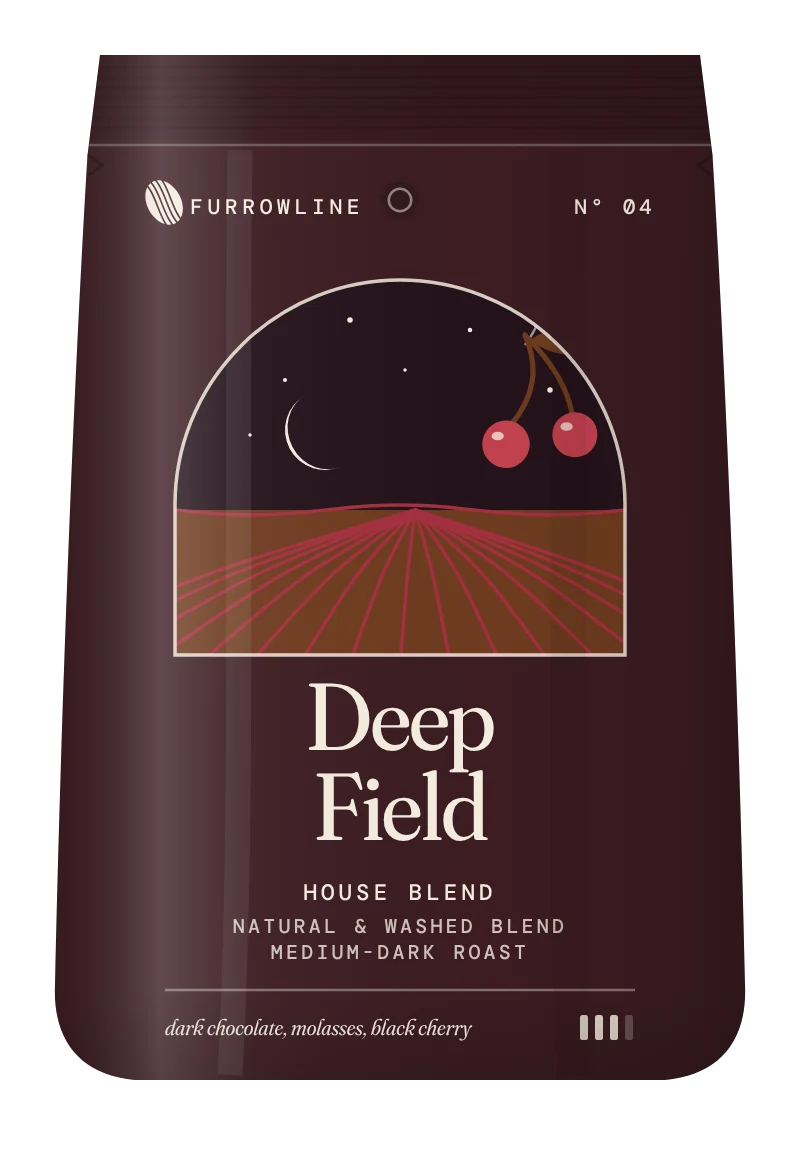 FURROWLINE
N° 04
Deep
Field
HOUSE BLEND
NATURAL & WASHED BLEND
MEDIUM-DARK ROAST
dark chocolate, molasses, black cherry